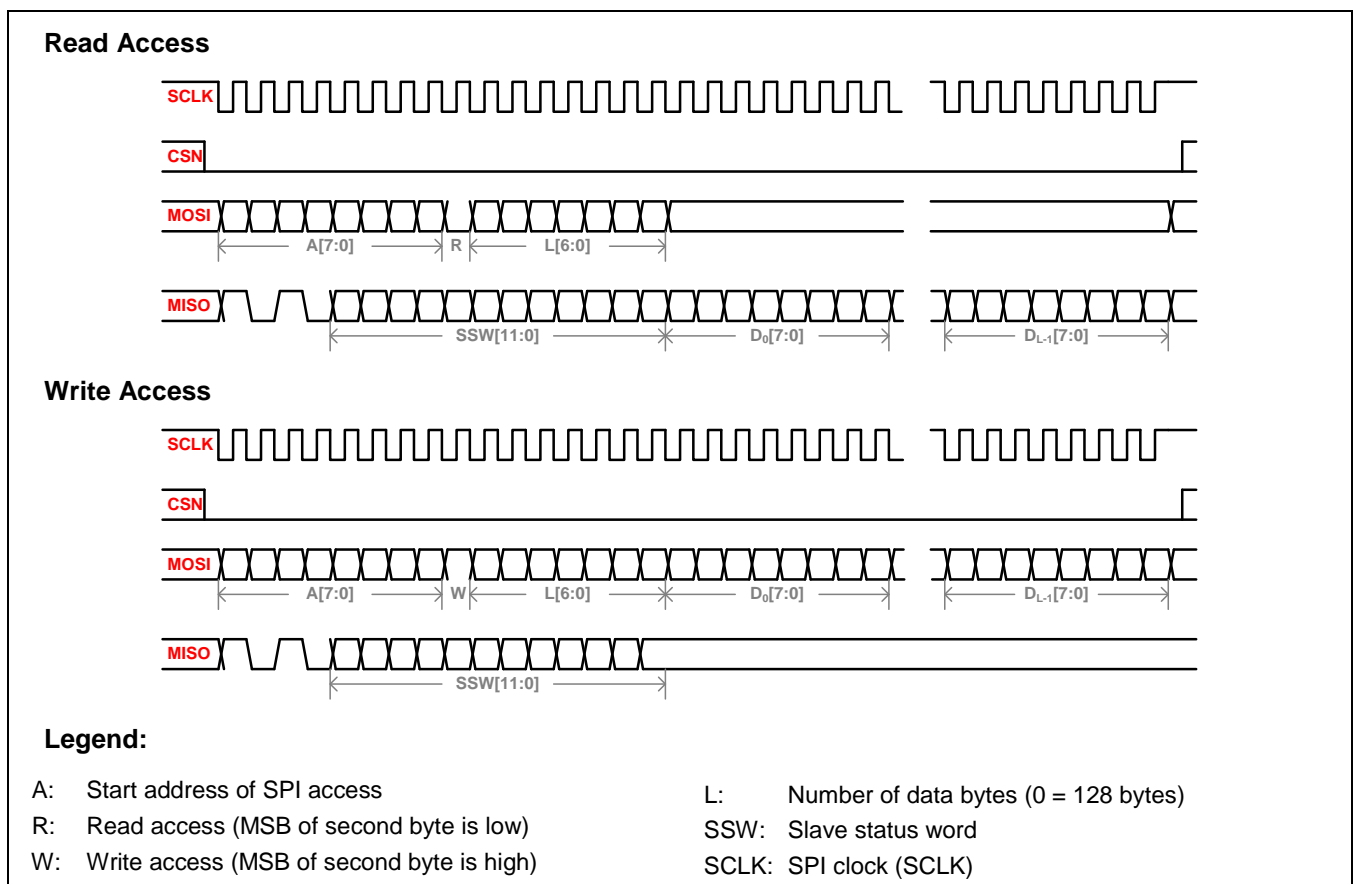 Read Access
SCLK
CSN
MOSI
A[7:0] R L[6:0]
MISO
SSW[11:0] D₀[7:0] D_L-1[7:0]
Write Access
SCLK
CSN
MOSI
A[7:0] W L[6:0] D₀[7:0] D_L-1[7:0]
MISO
SSW[11:0]
Legend:
A: Start address of SPI access L: Number of data bytes (0 = 128 bytes)
R: Read access (MSB of second byte is low) SSW: Slave status word
W: Write access (MSB of second byte is high) SCLK: SPI clock (SCLK)